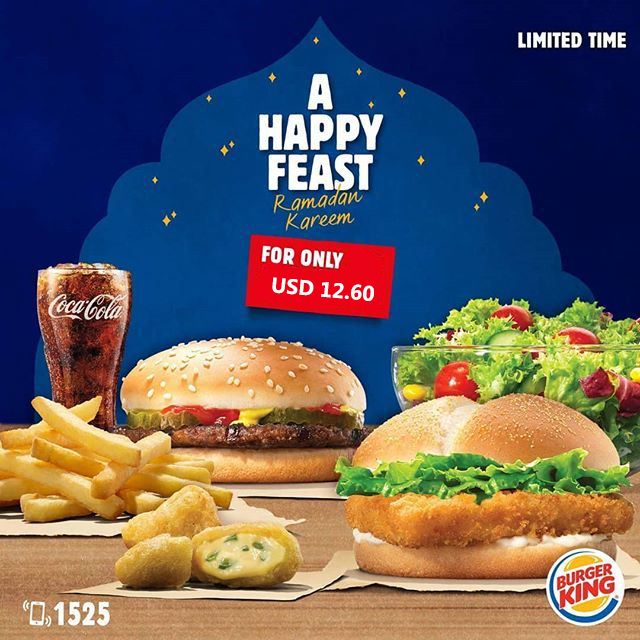 LIMITED TIME
A
HAPPY
FEAST
Ramadan
Kareem
FOR ONLY
USD 12.60
Coca-Cola
BURGER
KING
1525